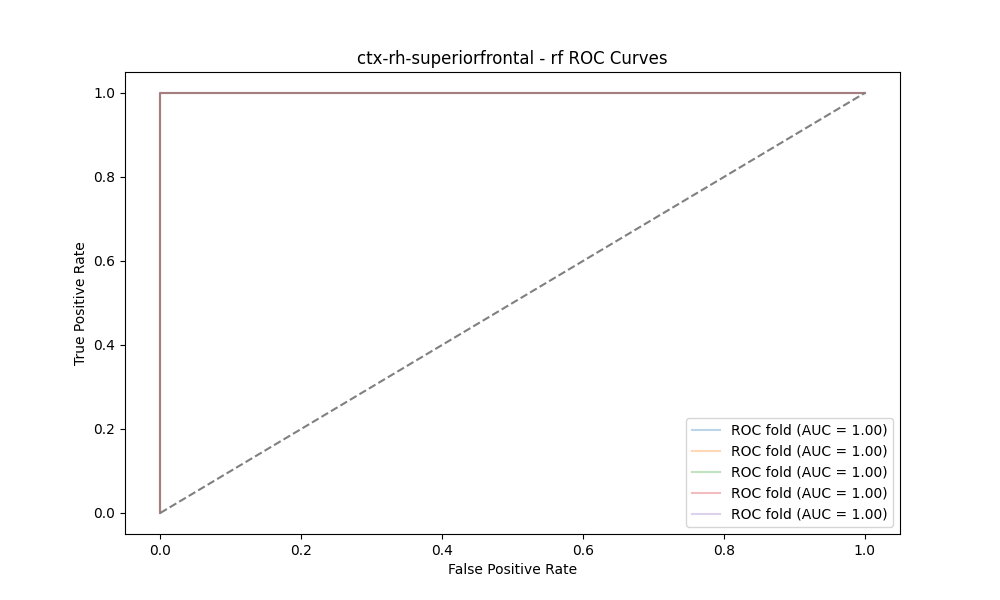 ctx-rh-superiorfrontal - rf ROC Curves
True Positive Rate
1.0
0.8
0.6
0.4
0.2
0.0
ROC fold (AUC = 1.00)
ROC fold (AUC = 1.00)
ROC fold (AUC = 1.00)
ROC fold (AUC = 1.00)
ROC fold (AUC = 1.00)
0.0 0.2 0.4 0.6 0.8 1.0
False Positive Rate